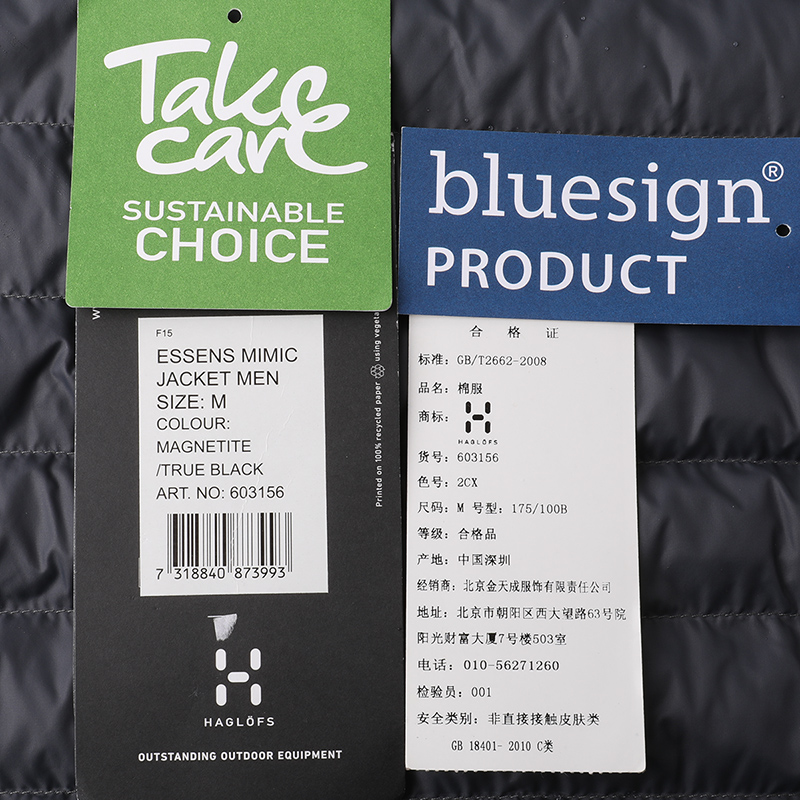 Take
care
SUSTAINABLE
CHOICE
bluesign®
PRODUCT
F15
ESSENS MIMIC
JACKET MEN
SIZE: M
COLOUR:
MAGNETITE
/TRUE BLACK
ART. NO: 603156
7 318840 873993
Printed on 100% recycled paper using vegeta
HAGLÖFS
OUTSTANDING OUTDOOR EQUIPMENT
合格证
标准: GB/T2662-2008
品名: 棉服
商标:
HAGLÖFS
货号: 603156
色号: 2CX
尺码: M 号型: 175/100B
等级: 合格品
产地: 中国深圳
经销商: 北京金天成服饰有限责任公司
地址: 北京市朝阳区西大望路63号院
阳光财富大厦7号楼503室
电话: 010-56271260
检验员: 001
安全类别: 非直接接触皮肤类
GB 18401- 2010 C类